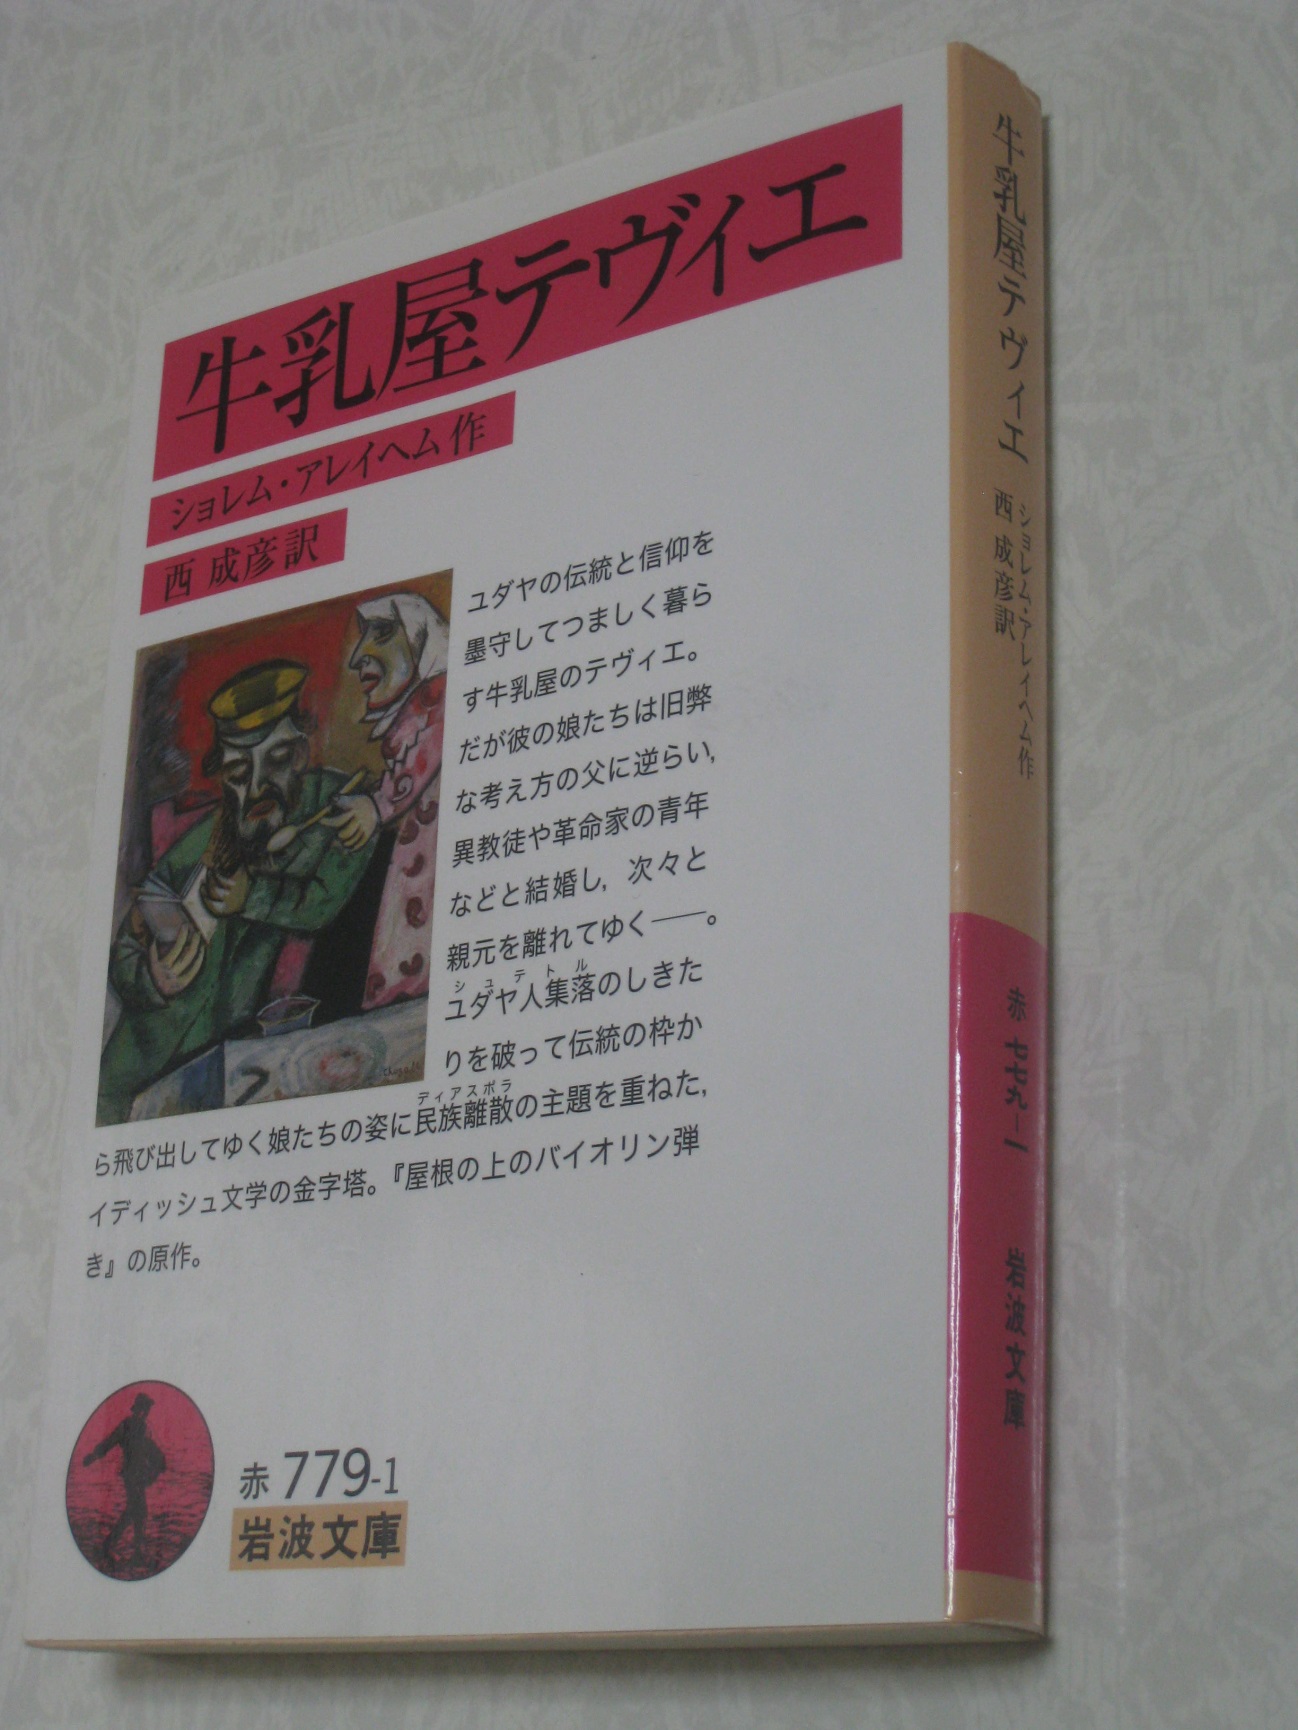 牛乳屋テヴィエ
ショレム・アレイヘム作
西 成彦訳
ユダヤの伝統と信仰を
墨守してつましく暮ら
す牛乳屋のテヴィエ。
だが彼の娘たちは旧弊
な考え方の父に逆らい,
異教徒や革命家の青年
などと結婚し, 次々と
親元を離れてゆく──。
シュテトル
ユダヤ人集落のしきた
りを破って伝統の枠か
ディアスポラ
ら飛び出してゆく娘たちの姿に民族離散の主題を重ねた,
イディッシュ文学の金字塔。『屋根の上のバイオリン弾
き』の原作。
赤 779-1
岩波文庫
牛乳屋テヴィエ
ショレム・アレイヘム作
西 成彦訳
赤 七七九-一
岩波文庫
Chagall